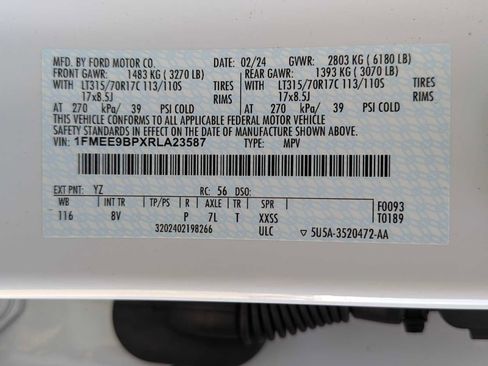 MFD. BY FORD MOTOR CO. DATE: 02/24 GVWR: 2803 KG ( 6180 LB)
FRONT GAWR: 1483 KG ( 3270 LB) REAR GAWR: 1393 KG ( 3070 LB)
WITH LT315/70R17C 113/110S TIRES WITH LT315/70R17C 113/110S TIRES
17x8.5J RIMS 17x8.5J RIMS
AT 270 kPa/ 39 PSI COLD AT 270 kPa/ 39 PSI COLD
THIS VEHICLE CONFORMS TO ALL APPLICABLE FEDERAL MOTOR VEHICLE
SAFETY STANDARDS IN EFFECT ON THE DATE OF MANUFACTURE SHOWN ABOVE.
VIN: 1FMEE9BPXRLA23587 TYPE: MPV
EXT PNT: YZ RC: 56 DSO:
WB INT TR TP/PS R AXLE TR SPR F0093
116 8V P 7L T XXSS T0189
3202402198266 ULC 5U5A-3520472-AA